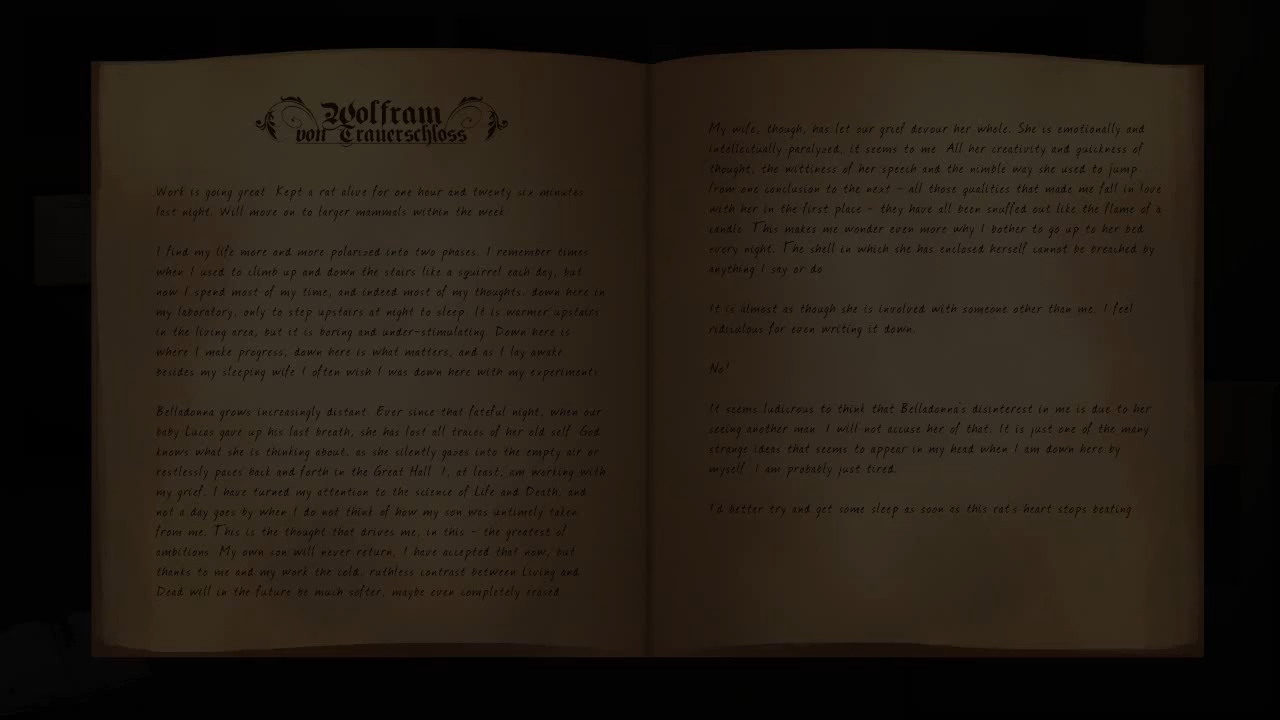 Wolfram
von Trauerschloss
Work is going great. Kept a rat alive for one hour and twenty six minutes
last night. Will move on to larger mammals within the week.
I find my life more and more polarized into two phases. I remember times
when I used to climb up and down the stairs like a squirrel each day, but
now I spend most of my time, and indeed most of my thoughts, down here in
my laboratory, only to step upstairs at night to sleep. It is warmer upstairs
in the living area, but it is boring and under-stimulating. Down here is
where I make progress, down here is what matters, and as I lay awake
besides my sleeping wife I often wish I was down here with my experiments.
Belladonna grows increasingly distant. Ever since that fateful night, when our
baby Lucas gave up his last breath, she has lost all traces of her old self. God
knows what she is thinking about, as she silently gazes into the empty air or
restlessly paces back and forth in the Great Hall. I, at least, am working with
my grief. I have turned my attention to the science of Life and Death, and
not a day goes by when I do not think of how my son was untimely taken
from me. This is the thought that drives me, in this - the greatest of
ambitions. My own son will never return, I have accepted that now, but
thanks to me and my work the cold, ruthless contrast between Living and
Dead will in the future be much softer, maybe even completely erased.
My wife, though, has let our grief devour her whole. She is emotionally and
intellectually paralyzed, it seems to me. All her creativity and quickness of
thought, the wittiness of her speech and the nimble way she used to jump
from one conclusion to the next - all those qualities that made me fall in love
with her in the first place - they have all been snuffed out like the flame of a
candle. This makes me wonder even more why I bother to go up to her bed
every night. The shell in which she has enclosed herself cannot be breached by
anything I say or do.
It is almost as though she is involved with someone other than me. I feel
ridiculous for even writing it down.
No!
It seems ludicrous to think that Belladonna's disinterest in me is due to her
seeing another man. I will not accuse her of that. It is just one of the many
strange ideas that seems to appear in my head when I am down here by
myself. I am probably just tired.
I'd better try and get some sleep as soon as this rat's heart stops beating.